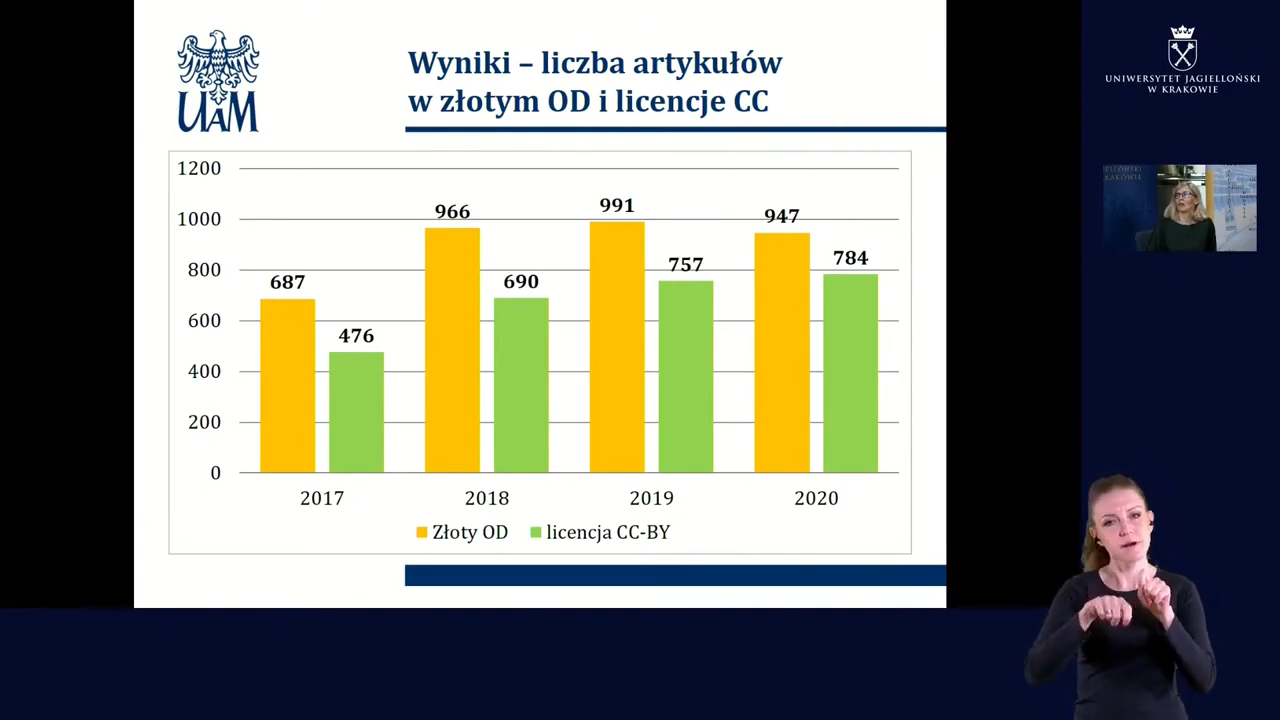 UAM
Wyniki – liczba artykułów
w złotym OD i licencje CC
1200
1000
800
600
400
200
0
687
476
966
690
991
757
947
784
2017
2018
2019
2020
Złoty OD
licencja CC-BY
UNIWERSYTET JAGIELLOŃSKI
W KRAKOWIE